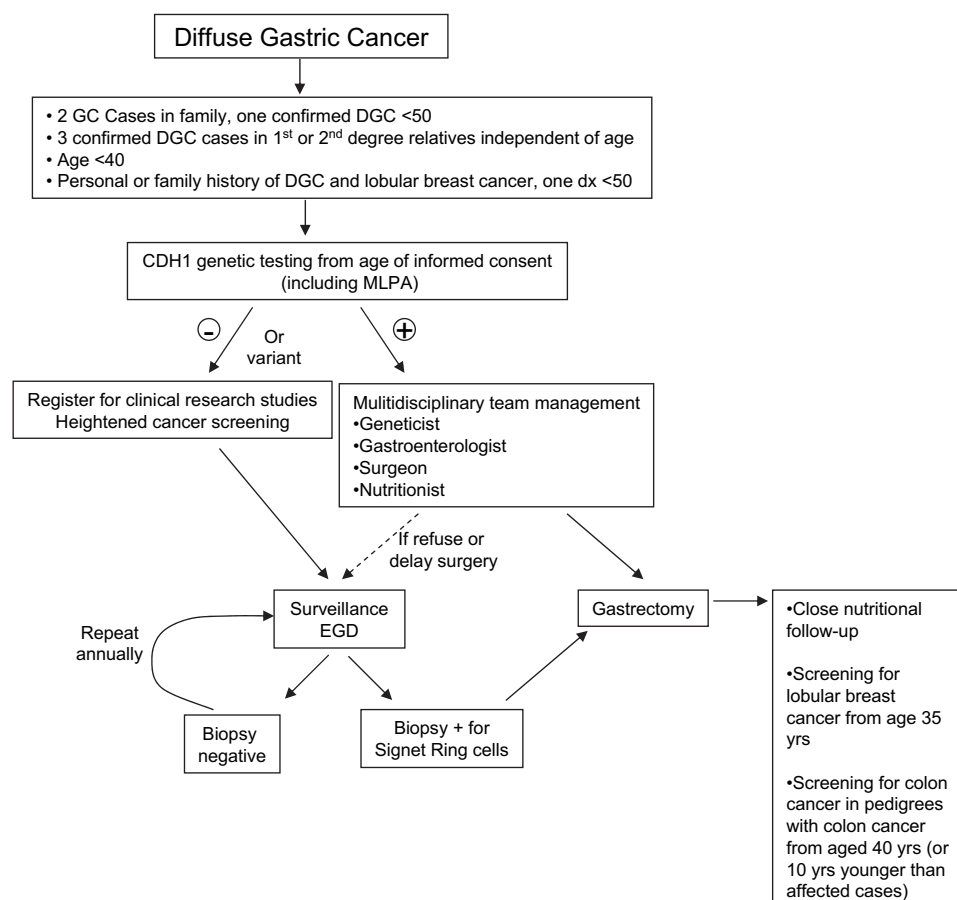 Diffuse Gastric Cancer
• 2 GC Cases in family, one confirmed DGC <50
• 3 confirmed DGC cases in 1st or 2nd degree relatives independent of age
• Age <40
• Personal or family history of DGC and lobular breast cancer, one dx <50
CDH1 genetic testing from age of informed consent
(including MLPA)
-
Or
variant
+
Register for clinical research studies
Heightened cancer screening
Mulitidisciplinary team management
•Geneticist
•Gastroenterologist
•Surgeon
•Nutritionist
If refuse or
delay surgery
Surveillance
EGD
Repeat
annually
Gastrectomy
Biopsy
negative
Biopsy + for
Signet Ring cells
•Close nutritional
follow-up
•Screening for
lobular breast
cancer from age 35
yrs
•Screening for colon
cancer in pedigrees
with colon cancer
from aged 40 yrs (or
10 yrs younger than
affected cases)